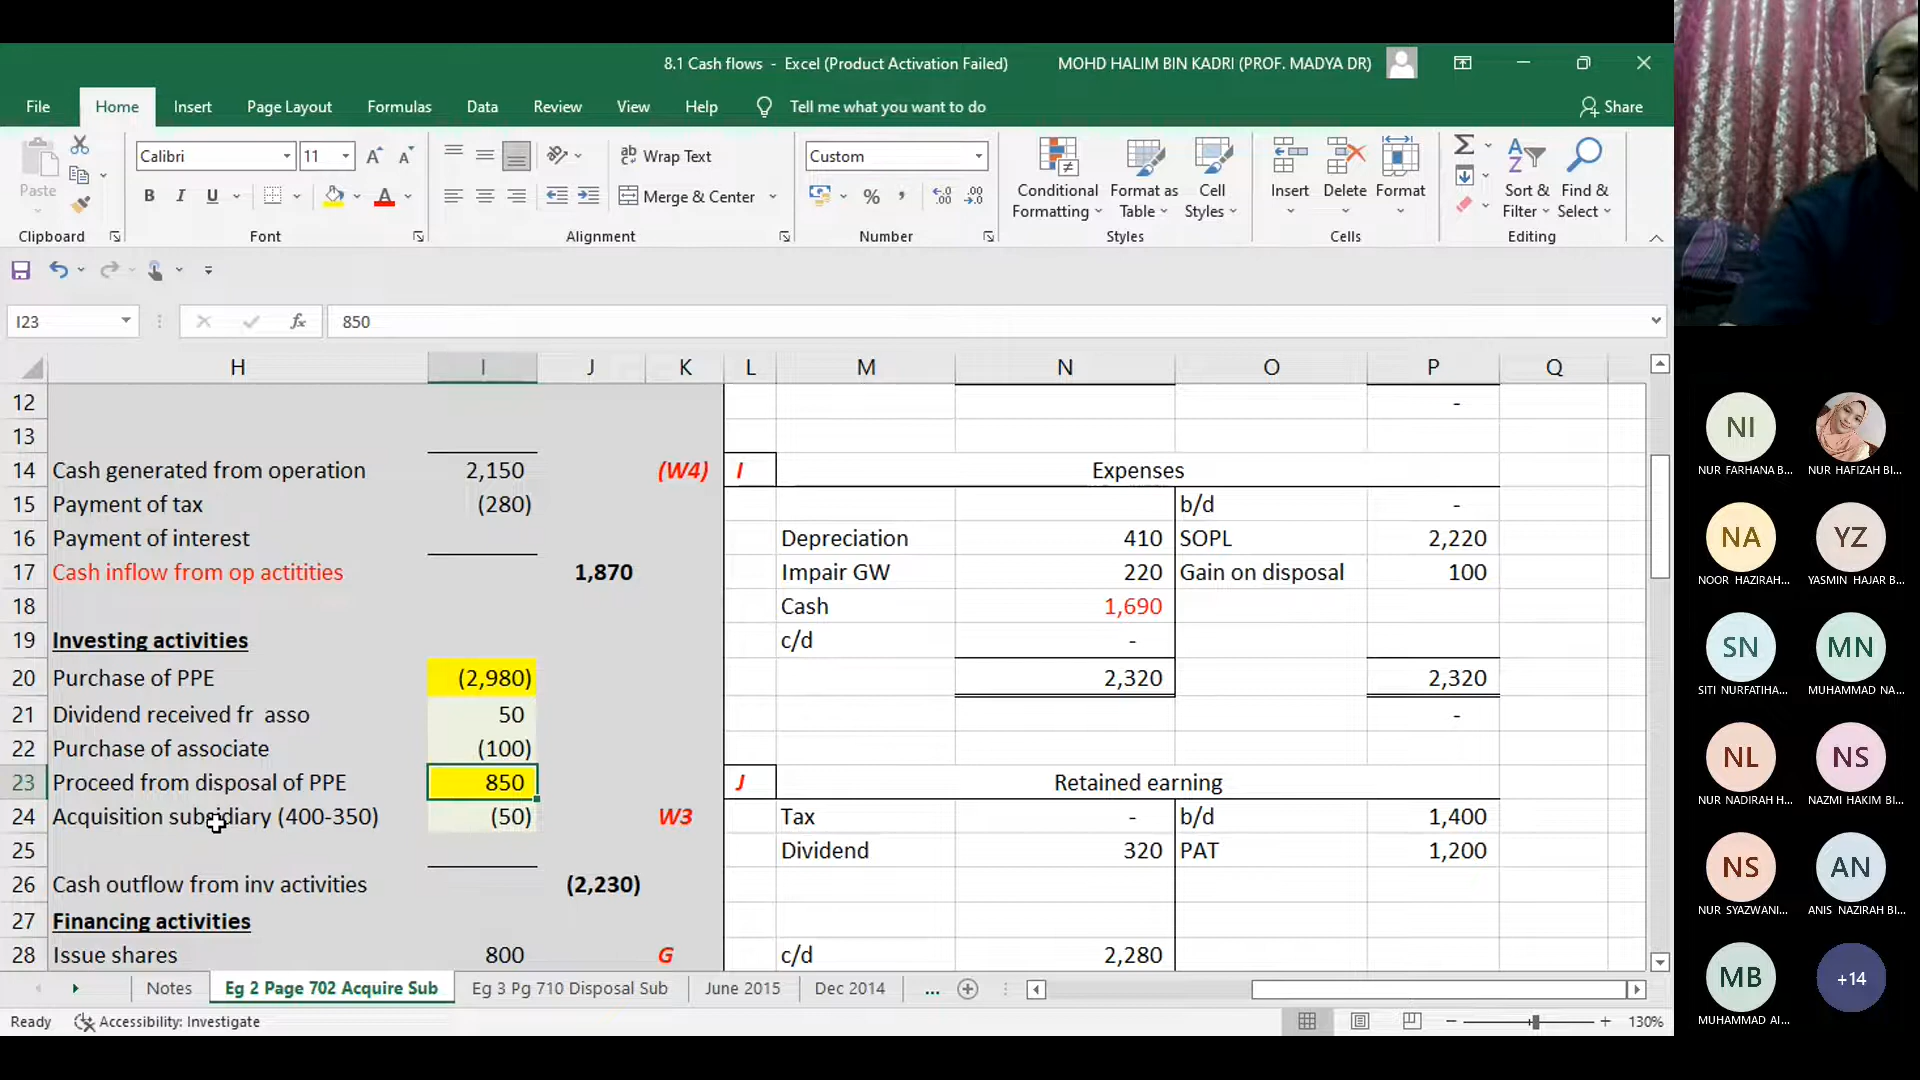 8.1 Cash flows - Excel (Product Activation Failed) MOHD HALIM BIN KADRI (PROF. MADYA DR)
File Home Insert Page Layout Formulas Data Review View Help Tell me what you want to do Share
Paste
Clipboard
Calibri 11
B I U
Font
Wrap Text
Merge & Center
Alignment
Custom
%
Number
Conditional Formatting
Format as Table
Cell Styles
Styles
Insert Delete Format
Cells
Sort & Filter
Find & Select
Editing
I23 fx 850
H I J K L M N O P Q
12 -
13
14 Cash generated from operation 2,150 (W4) I Expenses
15 Payment of tax (280) b/d -
16 Payment of interest Depreciation 410 SOPL 2,220
17 Cash inflow from op actitities 1,870 Impair GW 220 Gain on disposal 100
18 Cash 1,690
19 Investing activities c/d -
20 Purchase of PPE (2,980) 2,320 2,320
21 Dividend received fr asso 50 -
22 Purchase of associate (100)
23 Proceed from disposal of PPE 850 J Retained earning
24 Acquisition subsidiary (400-350) (50) W3 Tax - b/d 1,400
25 Dividend 320 PAT 1,200
26 Cash outflow from inv activities (2,230)
27 Financing activities
28 Issue shares 800 G c/d 2,280
Notes Eg 2 Page 702 Acquire Sub Eg 3 Pg 710 Disposal Sub June 2015 Dec 2014 ...
Ready Accessibility: Investigate 130%
NI
NUR FARHANA B...
NUR HAFIZAH BI...
NA
NOOR HAZIRAH...
YZ
YASMIN HAJAR B...
SN
SITI NURFATIHA...
MN
MUHAMMAD NA...
NL
NUR NADIRAH H...
NS
NAZMI HAKIM BI...
NS
NUR SYAZWANI...
AN
ANIS NAZIRAH BI...
MB
MUHAMMAD AI...
+14